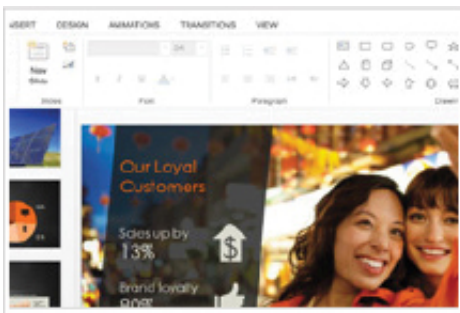 NSERT DESIGN ANIMATIONS TRANSITIONS VIEW
New
Slide
Slides Font Paragraph
Our Loyal
Customers
Sales up by
13%
Brand loyalty